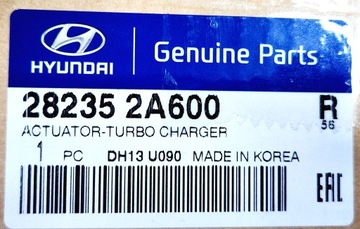 HYUNDAI
Genuine Parts
28235 2A600 R
56
ACTUATOR-TURBO CHARGER
1 PC DH13 U090 MADE IN KOREA
EAC